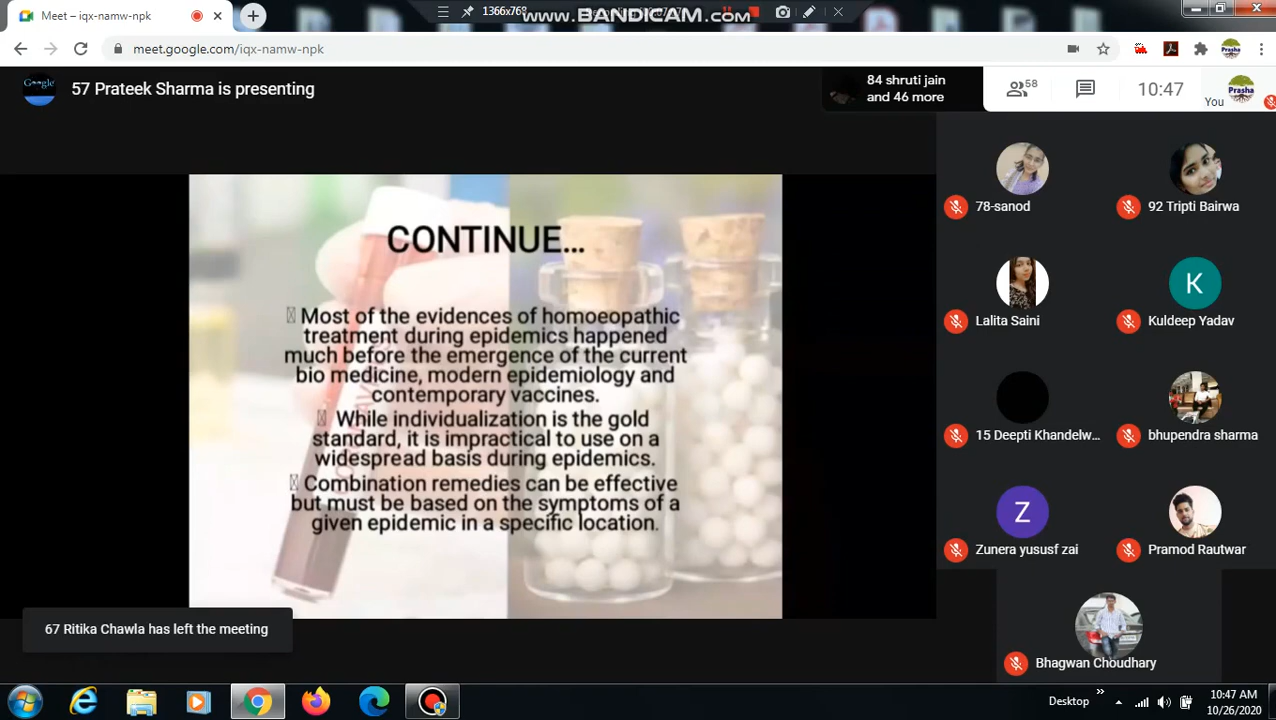 Meet – iqx-namw-npk
1366x768
www.BANDICAM.com
meet.google.com/iqx-namw-npk
Google
57 Prateek Sharma is presenting
84 shruti jain
and 46 more
58
10:47
You
Prasha
CONTINUE...
Most of the evidences of homoeopathic
treatment during epidemics happened
much before the emergence of the current
bio medicine, modern epidemiology and
contemporary vaccines.
While individualization is the gold
standard, it is impractical to use on a
widespread basis during epidemics.
Combination remedies can be effective
but must be based on the symptoms of a
given epidemic in a specific location.
78-sanod
92 Tripti Bairwa
Lalita Saini
K
Kuldeep Yadav
15 Deepti Khandelw...
bhupendra sharma
Z
Zunera yususf zai
Pramod Rautwar
Bhagwan Choudhary
67 Ritika Chawla has left the meeting
Desktop
10:47 AM
10/26/2020